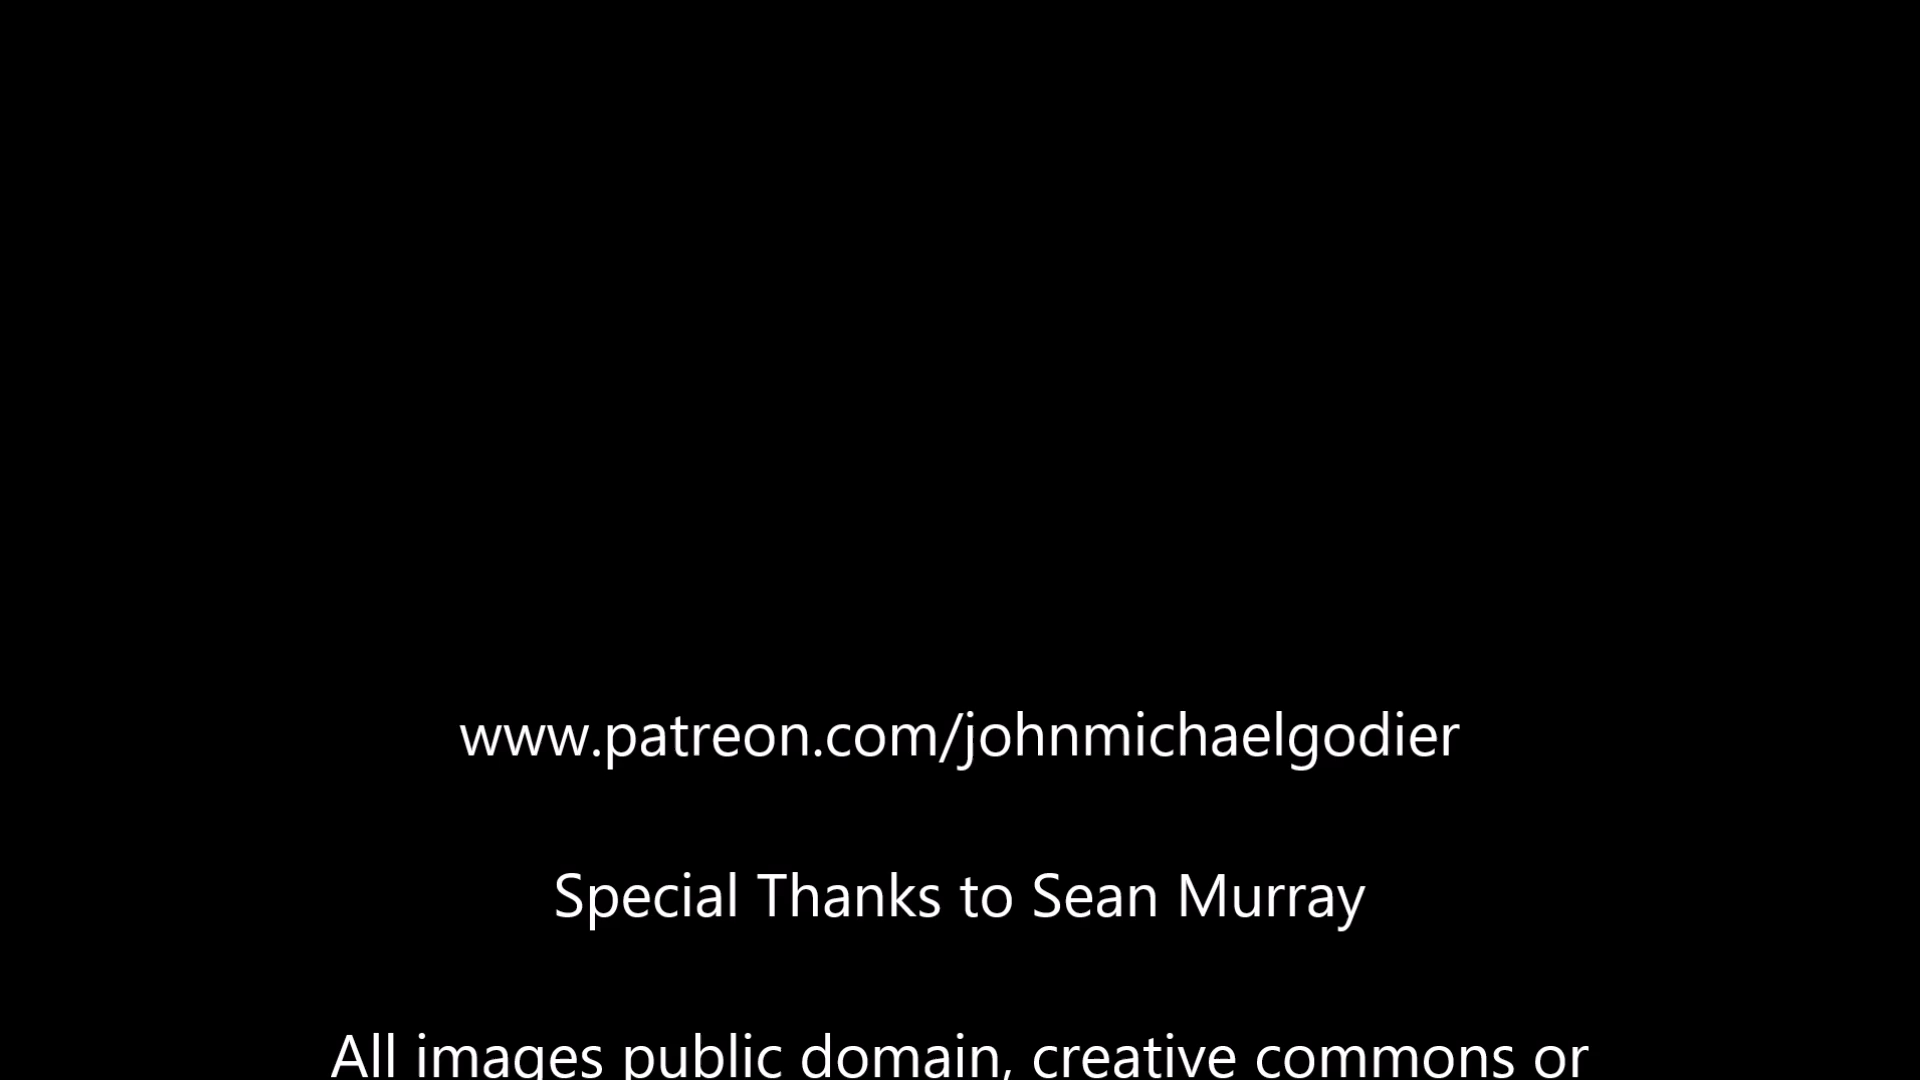 www.patreon.com/johnmichaelgodier
Special Thanks to Sean Murray
All images public domain, creative commons or